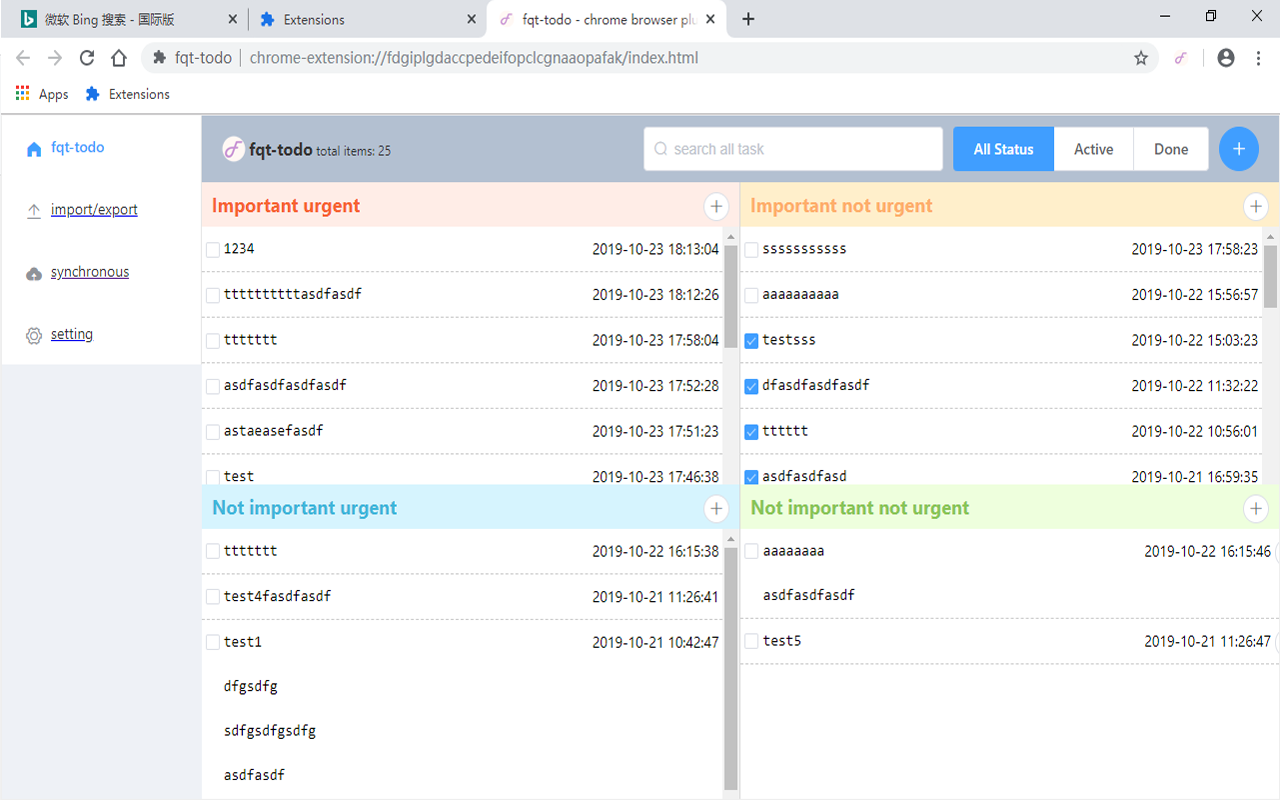 微软 Bing 搜索 - 国际版
Extensions
fqt-todo - chrome browser plu
fqt-todo | chrome-extension://fdgiplgdaccpedeifopclcgnaaopafak/index.html
Apps Extensions
fqt-todo
import/export
synchronous
setting
fqt-todo total items: 25
search all task
All Status Active Done
Important urgent
1234 2019-10-23 18:13:04
ttttttttttasdfasdf 2019-10-23 18:12:26
ttttttt 2019-10-23 17:58:04
asdfasdfasdfasdf 2019-10-23 17:52:28
astaeasefasdf 2019-10-23 17:51:23
test 2019-10-23 17:46:38
Important not urgent
sssssssssss 2019-10-23 17:58:23
aaaaaaaaaa 2019-10-22 15:56:57
testsss 2019-10-22 15:03:23
dfasdfasdfasdf 2019-10-22 11:32:22
tttttt 2019-10-22 10:56:01
asdfasdfasd 2019-10-21 16:59:35
Not important urgent
ttttttt 2019-10-22 16:15:38
test4fasdfasdf 2019-10-21 11:26:41
test1 2019-10-21 10:42:47
dfgsdfg
sdfgsdfgsdfg
asdfasdf
Not important not urgent
aaaaaaaa 2019-10-22 16:15:46
asdfasdfasdf
test5 2019-10-21 11:26:47